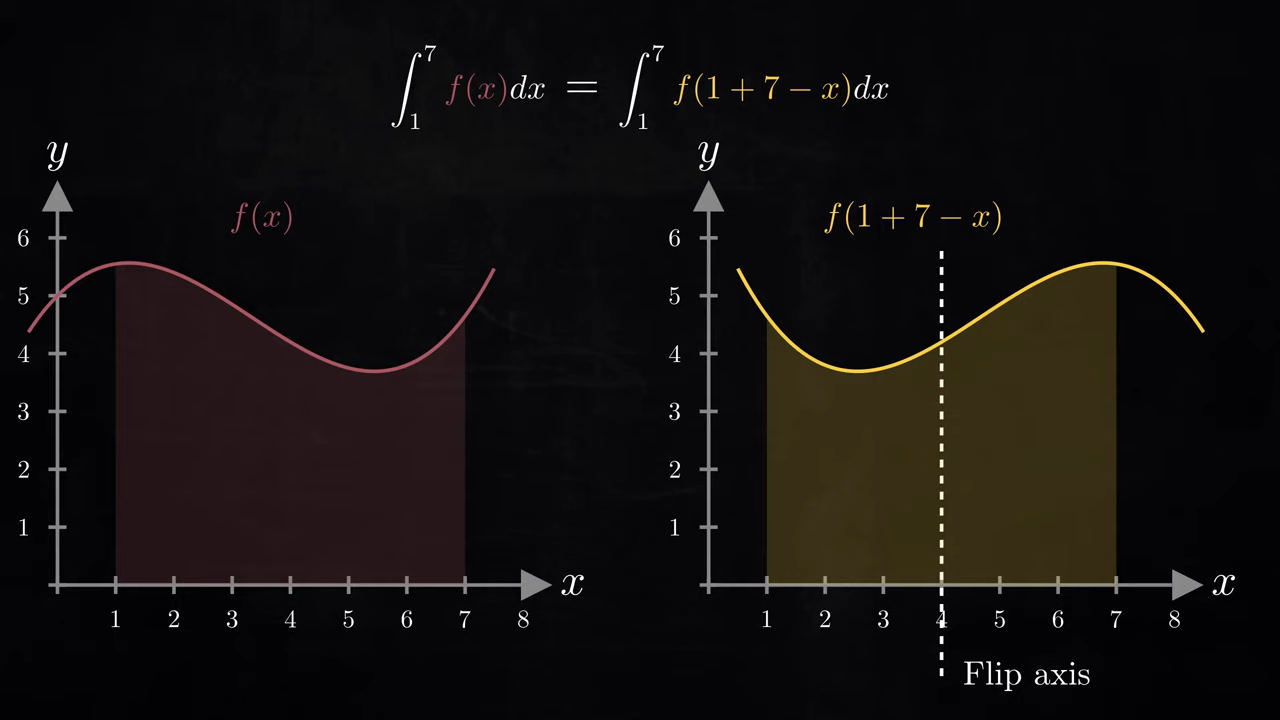 ∫₁⁷ f(x)dx = ∫₁⁷ f(1 + 7 − x)dx
y
f(x)
6
5
4
3
2
1
1 2 3 4 5 6 7 8
x
y
f(1 + 7 − x)
6
5
4
3
2
1
1 2 3 4 5 6 7 8
x
Flip axis